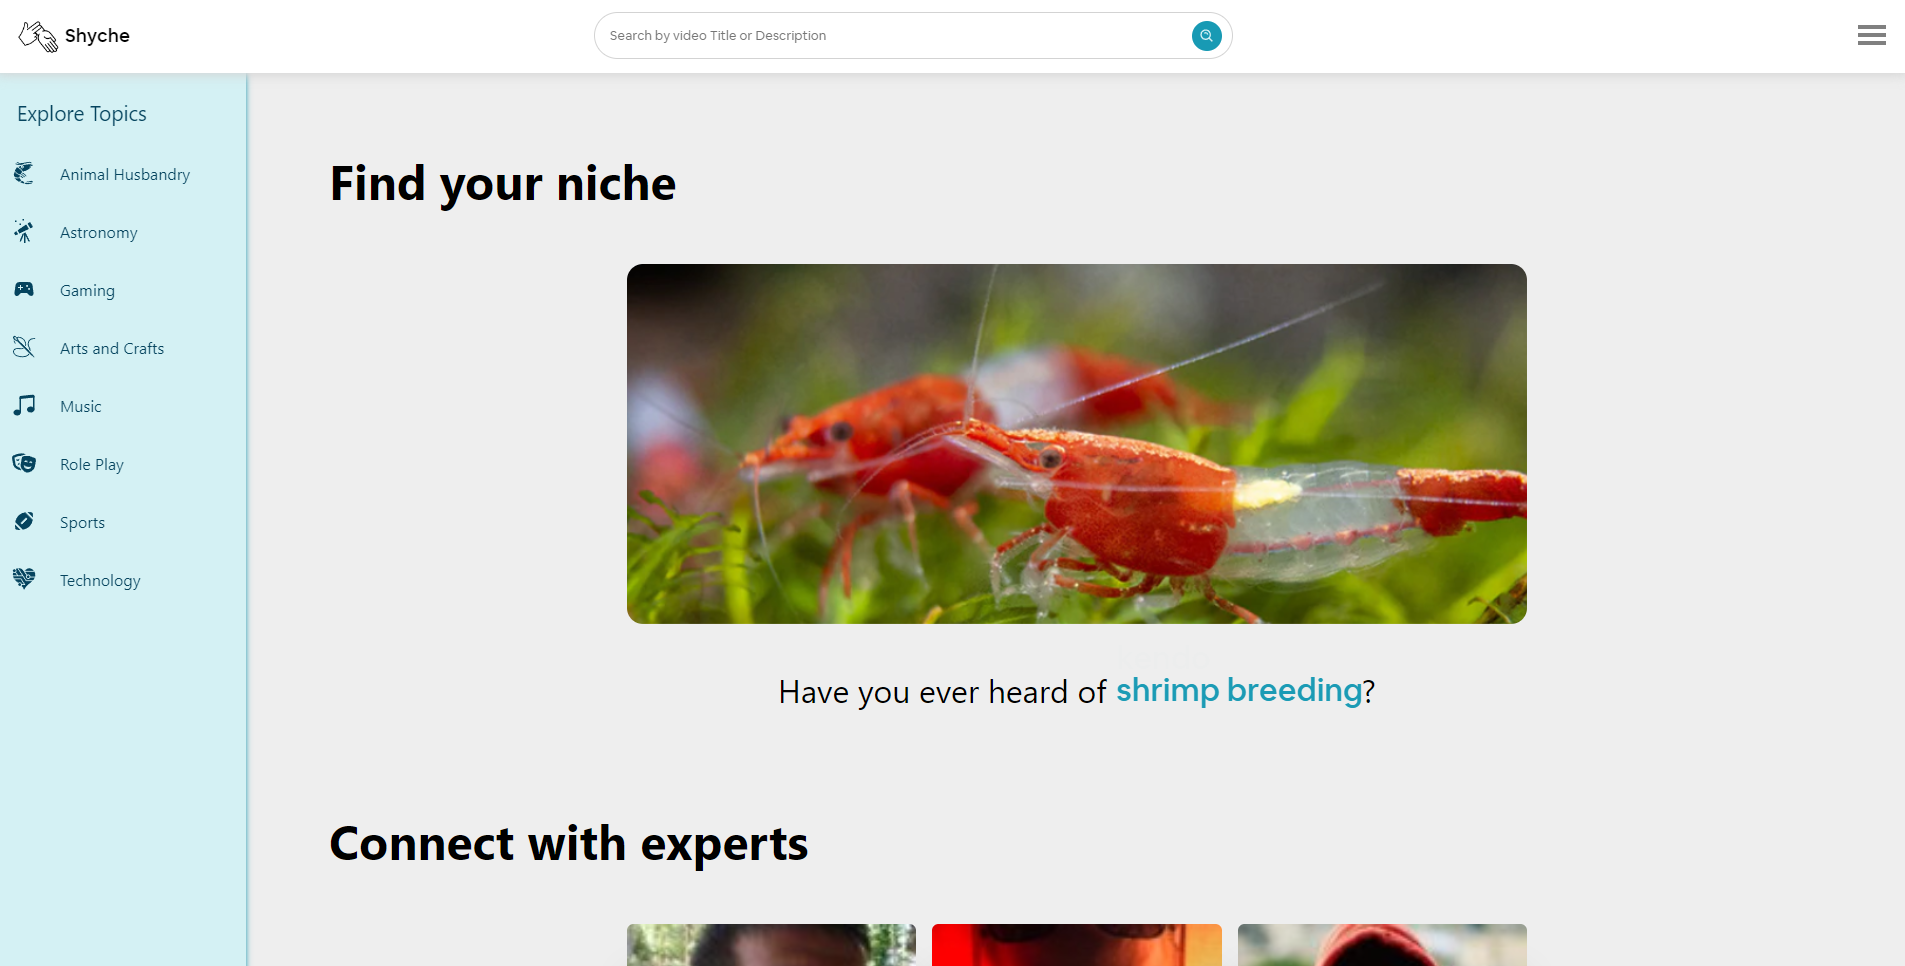 Shyche
Search by video Title or Description
Explore Topics
Animal Husbandry
Astronomy
Gaming
Arts and Crafts
Music
Role Play
Sports
Technology
Find your niche
Have you ever heard of shrimp breeding?
Connect with experts